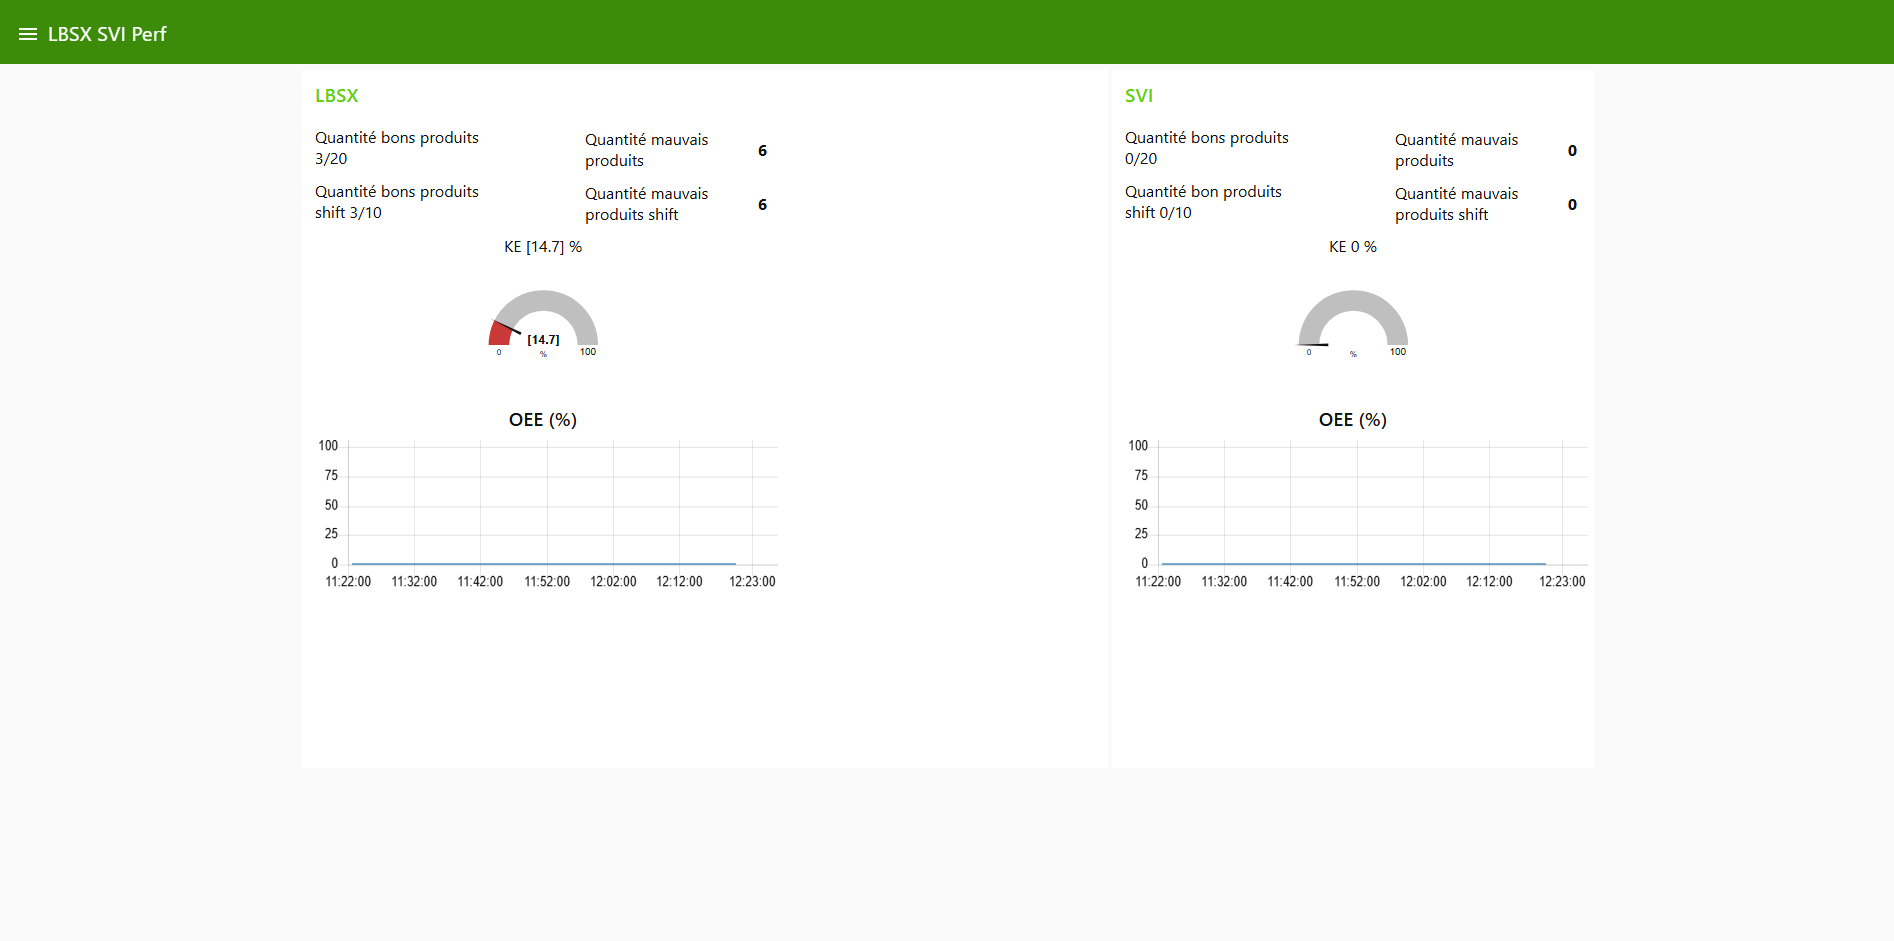 LBSX SVI Perf
LBSX
Quantité bons produits
3/20
Quantité mauvais
produits
6
Quantité bons produits
shift 3/10
Quantité mauvais
produits shift
6
KE [14.7] %
[14.7]
0
%
100
OEE (%)
100
75
50
25
0
11:22:00 11:32:00 11:42:00 11:52:00 12:02:00 12:12:00 12:23:00
SVI
Quantité bons produits
0/20
Quantité mauvais
produits
0
Quantité bon produits
shift 0/10
Quantité mauvais
produits shift
0
KE 0 %
0
%
100
OEE (%)
100
75
50
25
0
11:22:00 11:32:00 11:42:00 11:52:00 12:02:00 12:12:00 12:23:00